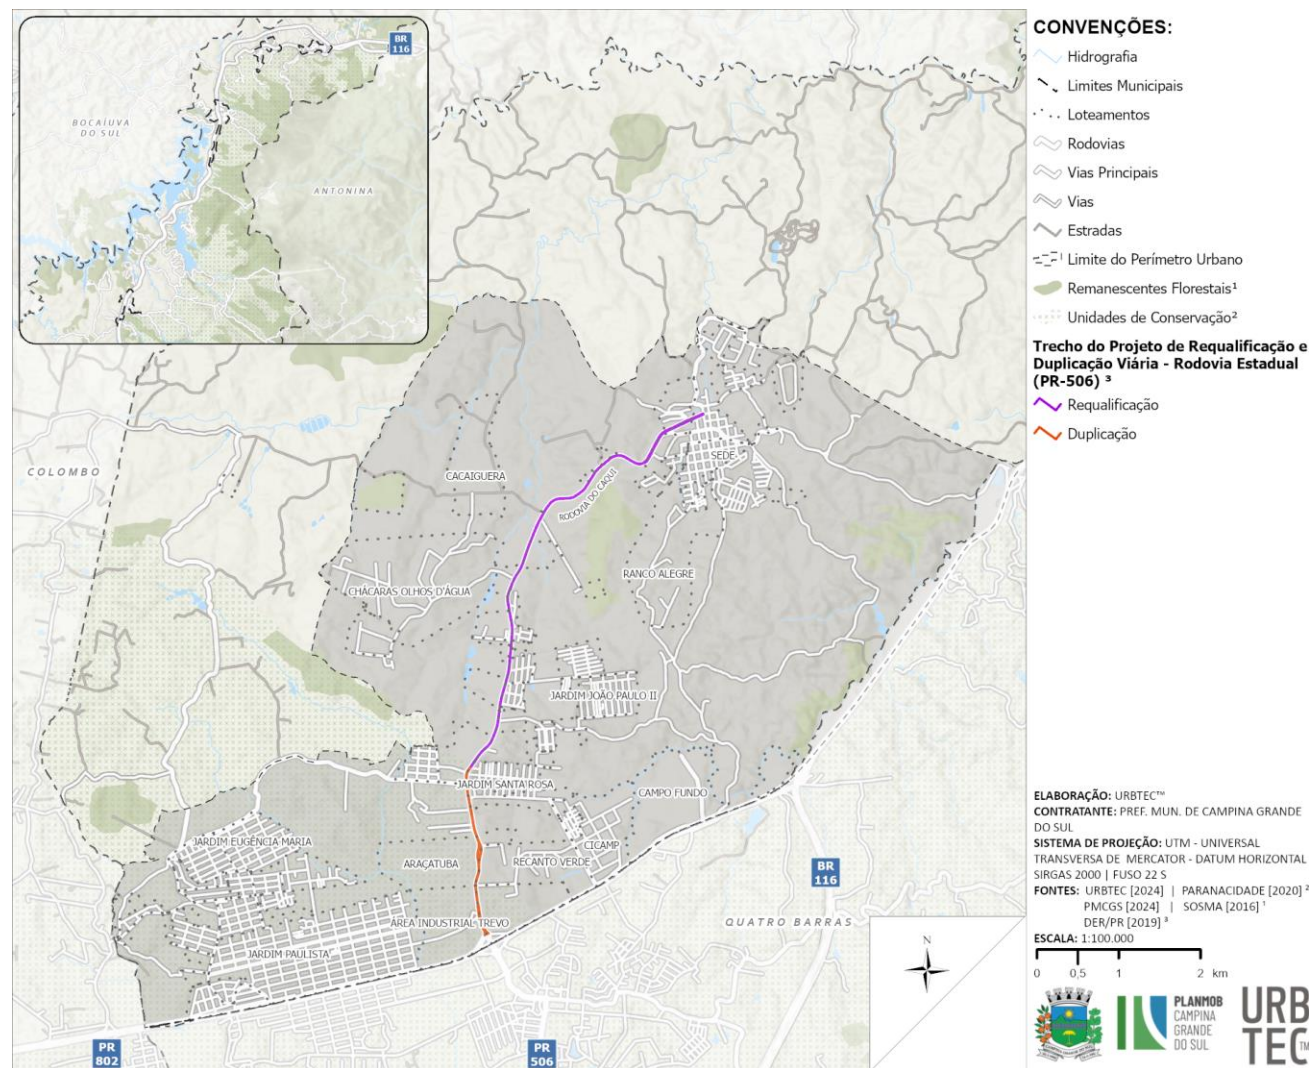 BR
116
BOCAIUVA
DO SUL
ANTONINA
COLOMBO
CACAIGUERA
SEDE
RODOVIA DO CAQUI
RANCO ALEGRE
CHÁCARAS OLHOS D'ÁGUA
JARDIM JOÃO PAULO II
JARDIM SANTA ROSA
CAMPO FUNDO
JARDIM EUGÊNCIA MARIA
ARAÇATUBA
RECANTO VERDE
CICAMP
BR
116
ÁREA INDUSTRIAL TREVO
QUATRO BARRAS
JARDIM PAULISTA
N
PR
802
PR
506
CONVENÇÕES:
Hidrografia
Limites Municipais
Loteamentos
Rodovias
Vias Principais
Vias
Estradas
Limite do Perímetro Urbano
Remanescentes Florestais¹
Unidades de Conservação²
Trecho do Projeto de Requalificação e
Duplicação Viária - Rodovia Estadual
(PR-506) ³
Requalificação
Duplicação
ELABORAÇÃO: URBTEC™
CONTRATANTE: PREF. MUN. DE CAMPINA GRANDE
DO SUL
SISTEMA DE PROJEÇÃO: UTM - UNIVERSAL
TRANSVERSA DE MERCATOR - DATUM HORIZONTAL
SIRGAS 2000 | FUSO 22 S
FONTES: URBTEC [2024] | PARANACIDADE [2020] ²
PMCGS [2024] | SOSMA [2016] ¹
DER/PR [2019] ³
ESCALA: 1:100.000
0 0,5 1 2 km
PLANMOB
CAMPINA
GRANDE
DO SUL
URB
TEC™